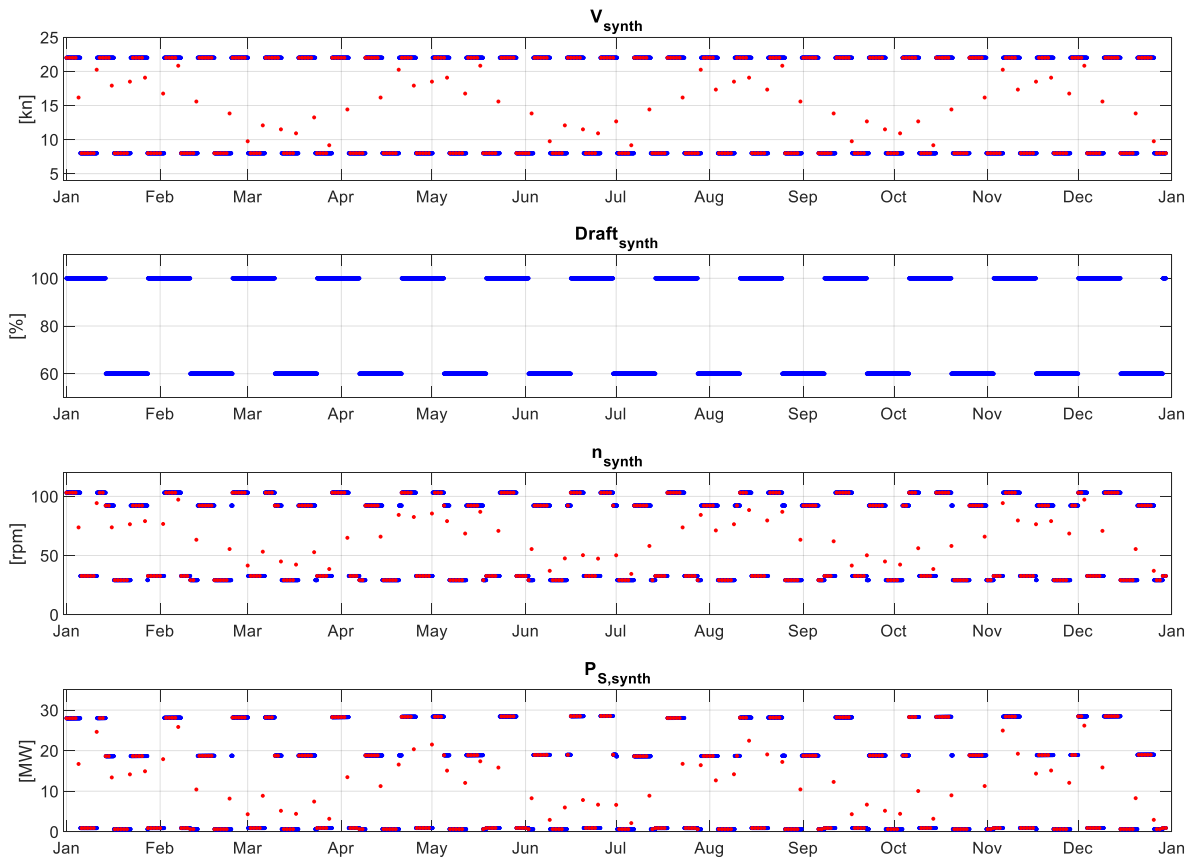 V_synth
25
20
15
10
5
[kn]
Jan Feb Mar Apr May Jun Jul Aug Sep Oct Nov Dec Jan
Draft_synth
100
80
60
[%]
Jan Feb Mar Apr May Jun Jul Aug Sep Oct Nov Dec Jan
n_synth
100
50
0
[rpm]
Jan Feb Mar Apr May Jun Jul Aug Sep Oct Nov Dec Jan
P_S,synth
30
20
10
0
[MW]
Jan Feb Mar Apr May Jun Jul Aug Sep Oct Nov Dec Jan